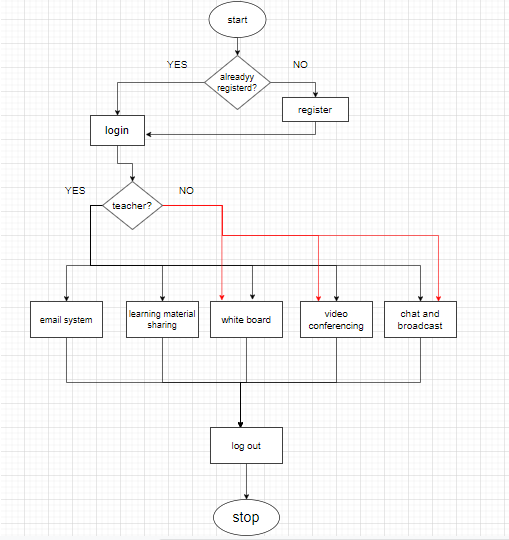 start
YES
NO
alreadyy
registerd?
register
login
YES
NO
teacher?
email system
learning material
sharing
white board
video
conferencing
chat and
broadcast
log out
stop